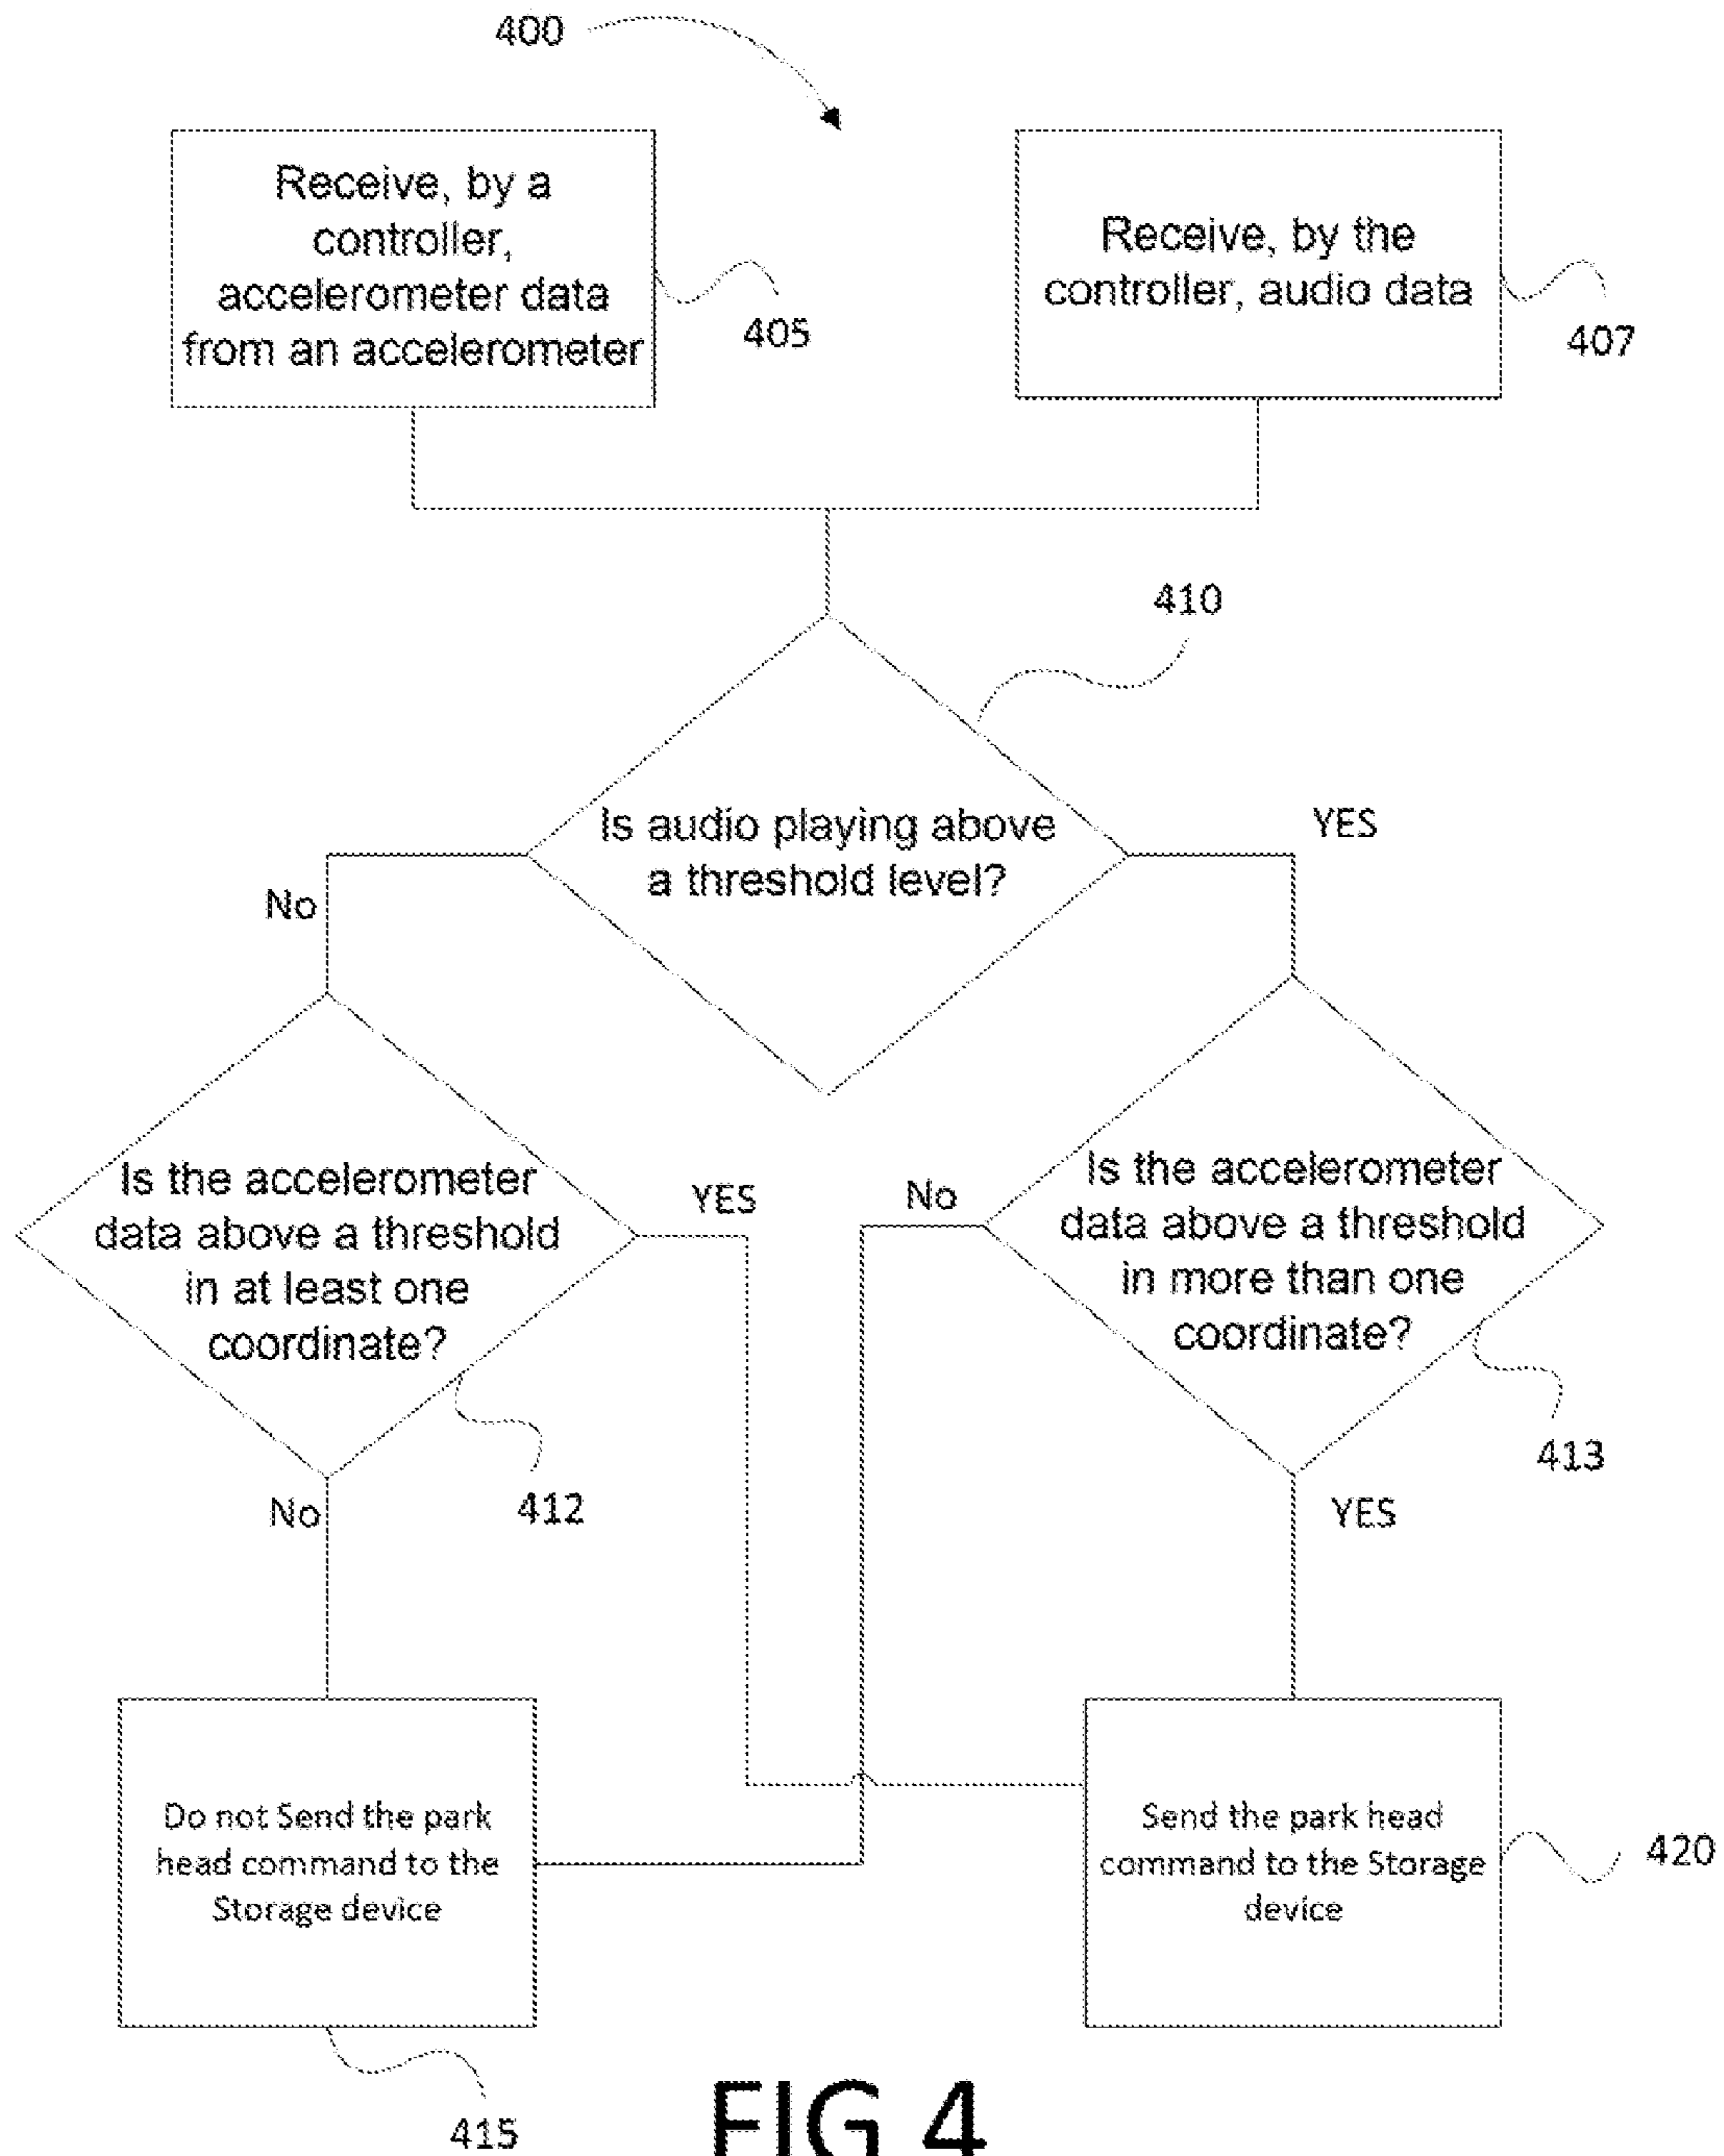 400
Receive, by a
controller,
accelerometer data
from an accelerometer
405
Receive, by the
controller, audio data
407
410
Is audio playing above
a threshold level?
YES
No
Is the accelerometer
data above a threshold
in at least one
coordinate?
YES
No
412
No
Is the accelerometer
data above a threshold
in more than one
coordinate?
413
YES
Do not Send the park
head command to the
Storage device
415
Send the park head
command to the Storage
device
420
FIG 4